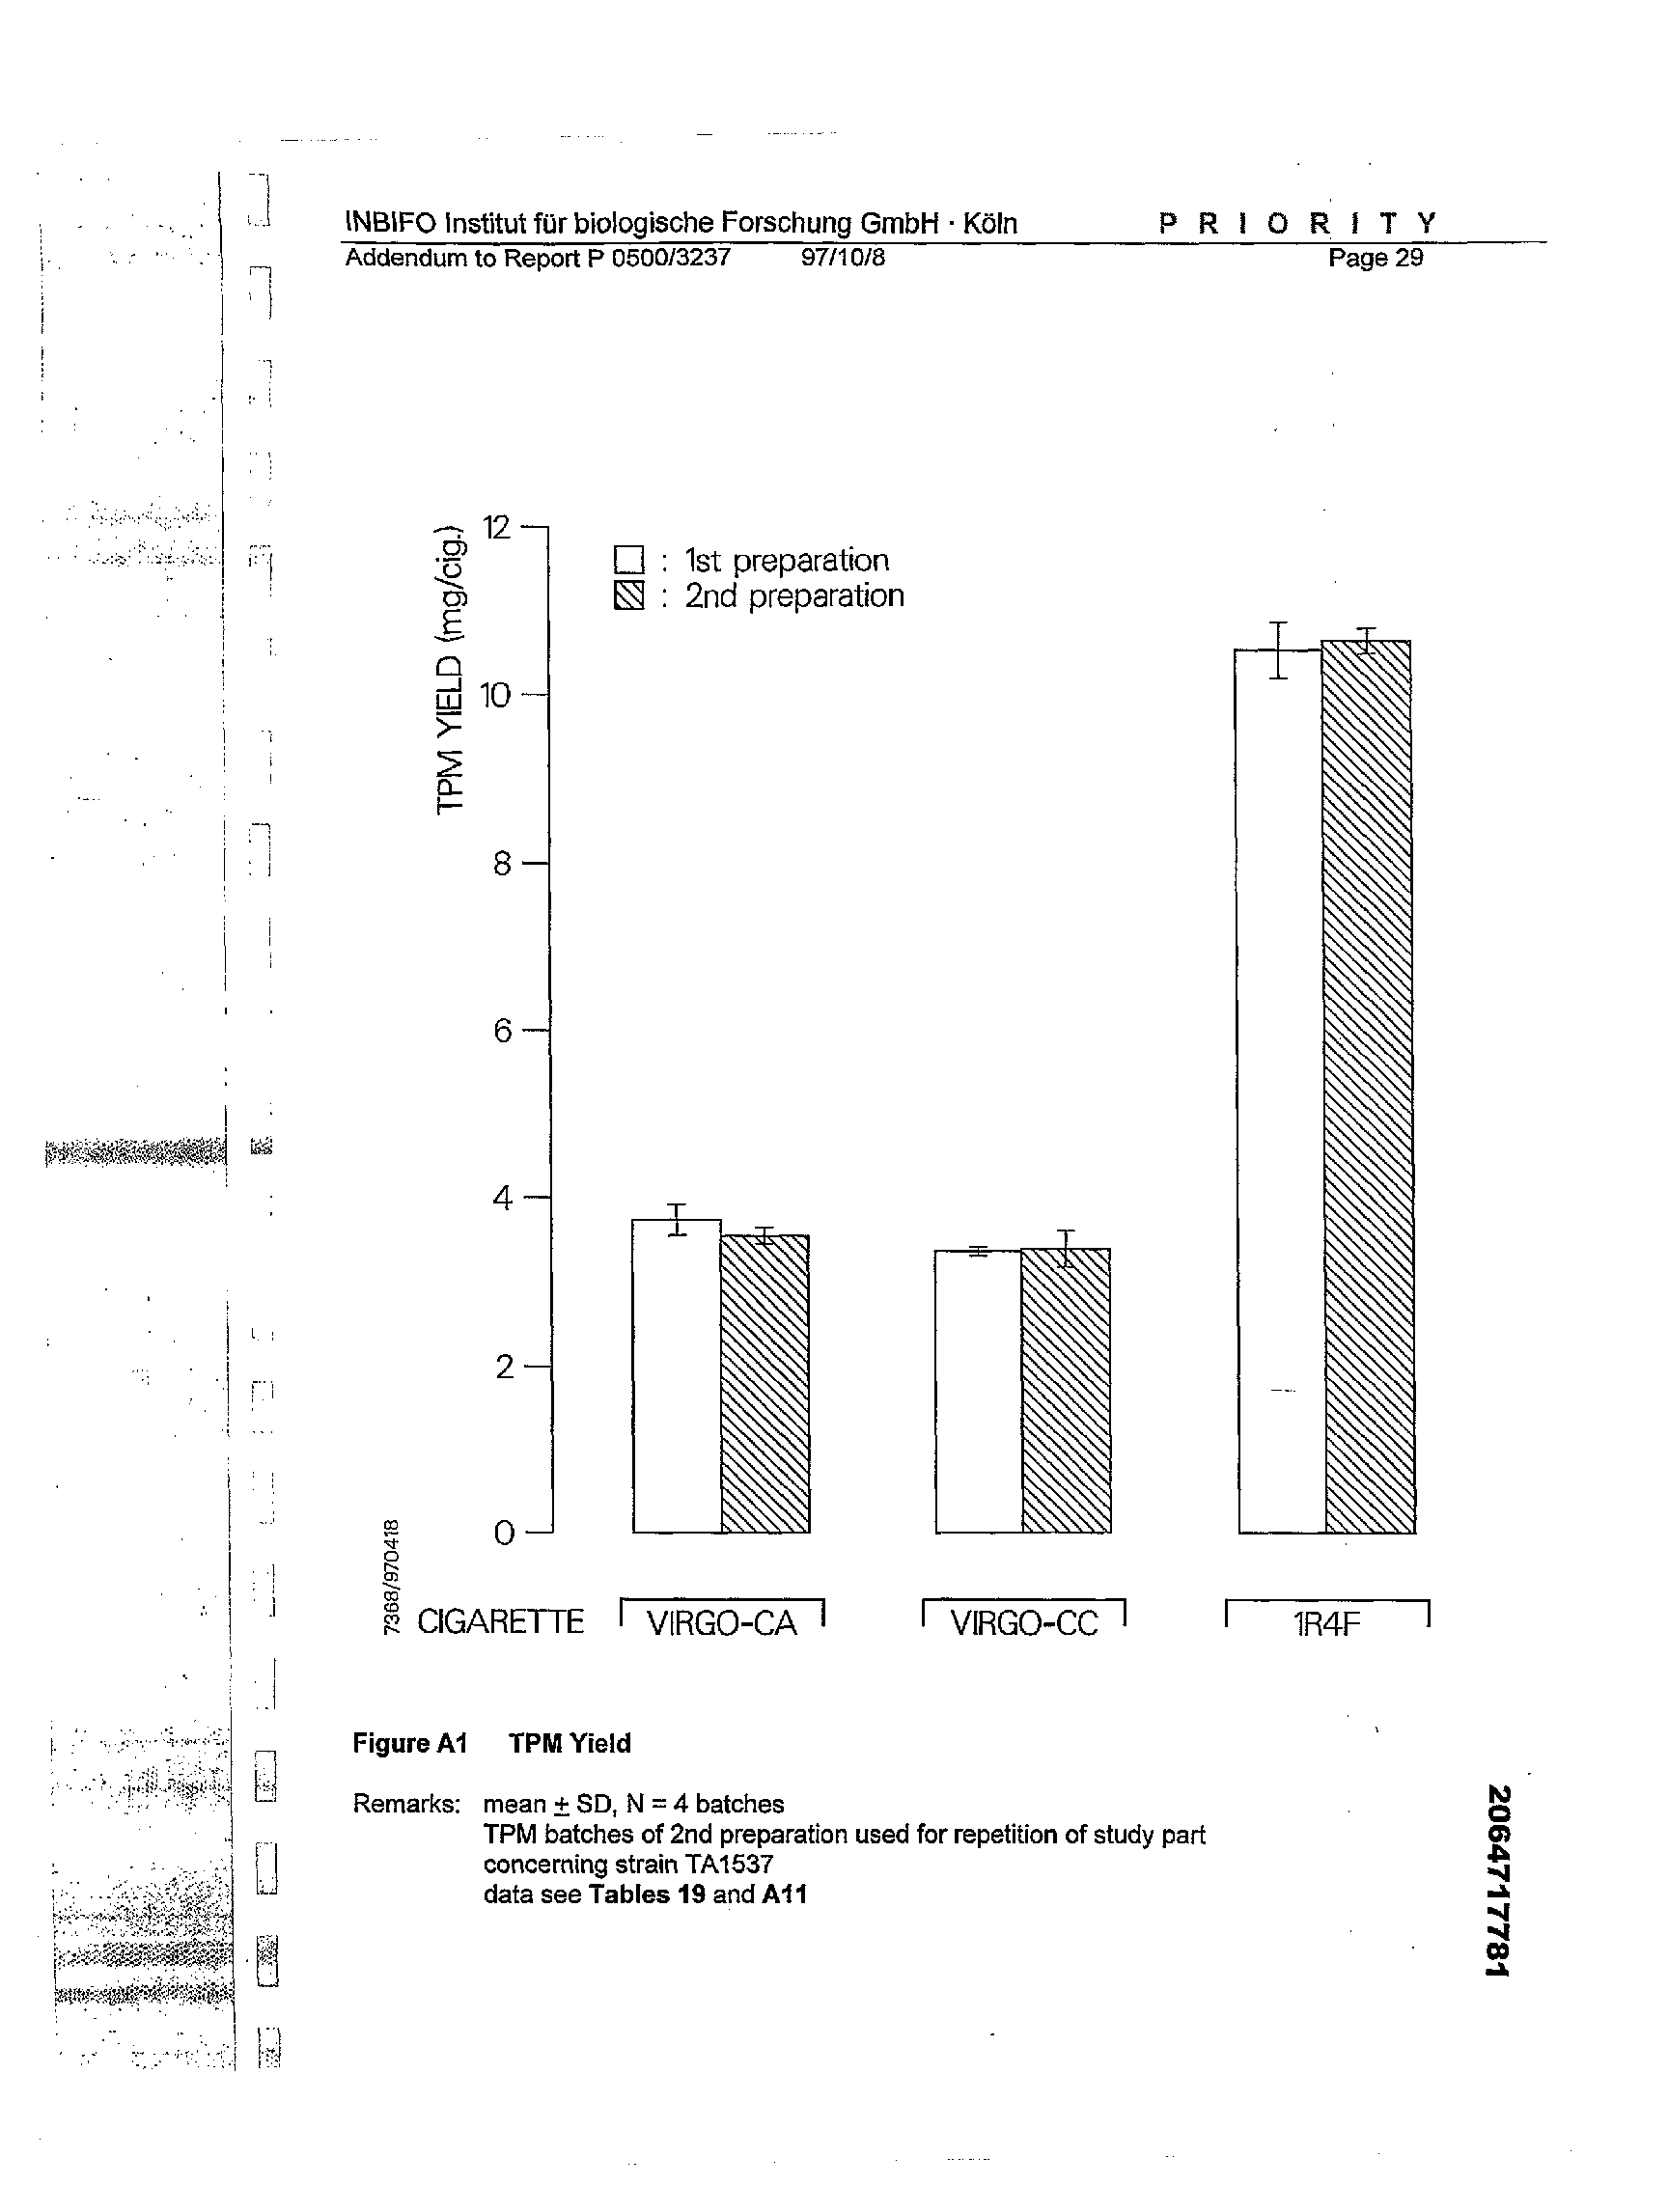 INBIFO Institut für biologische Forschung GmbH · Köln P R I O R I T Y
Addendum to Report P 0500/3237 97/10/8 Page 29
TPM YIELD (mg/cig.)
12
10
8
6
4
2
0
: 1st preparation
: 2nd preparation
7368/970418
CIGARETTE VIRGO-CA VIRGO-CC 1R4F
Figure A1 TPM Yield
Remarks: mean ± SD, N = 4 batches
TPM batches of 2nd preparation used for repetition of study part
concerning strain TA1537
data see Tables 19 and A11
2064717781